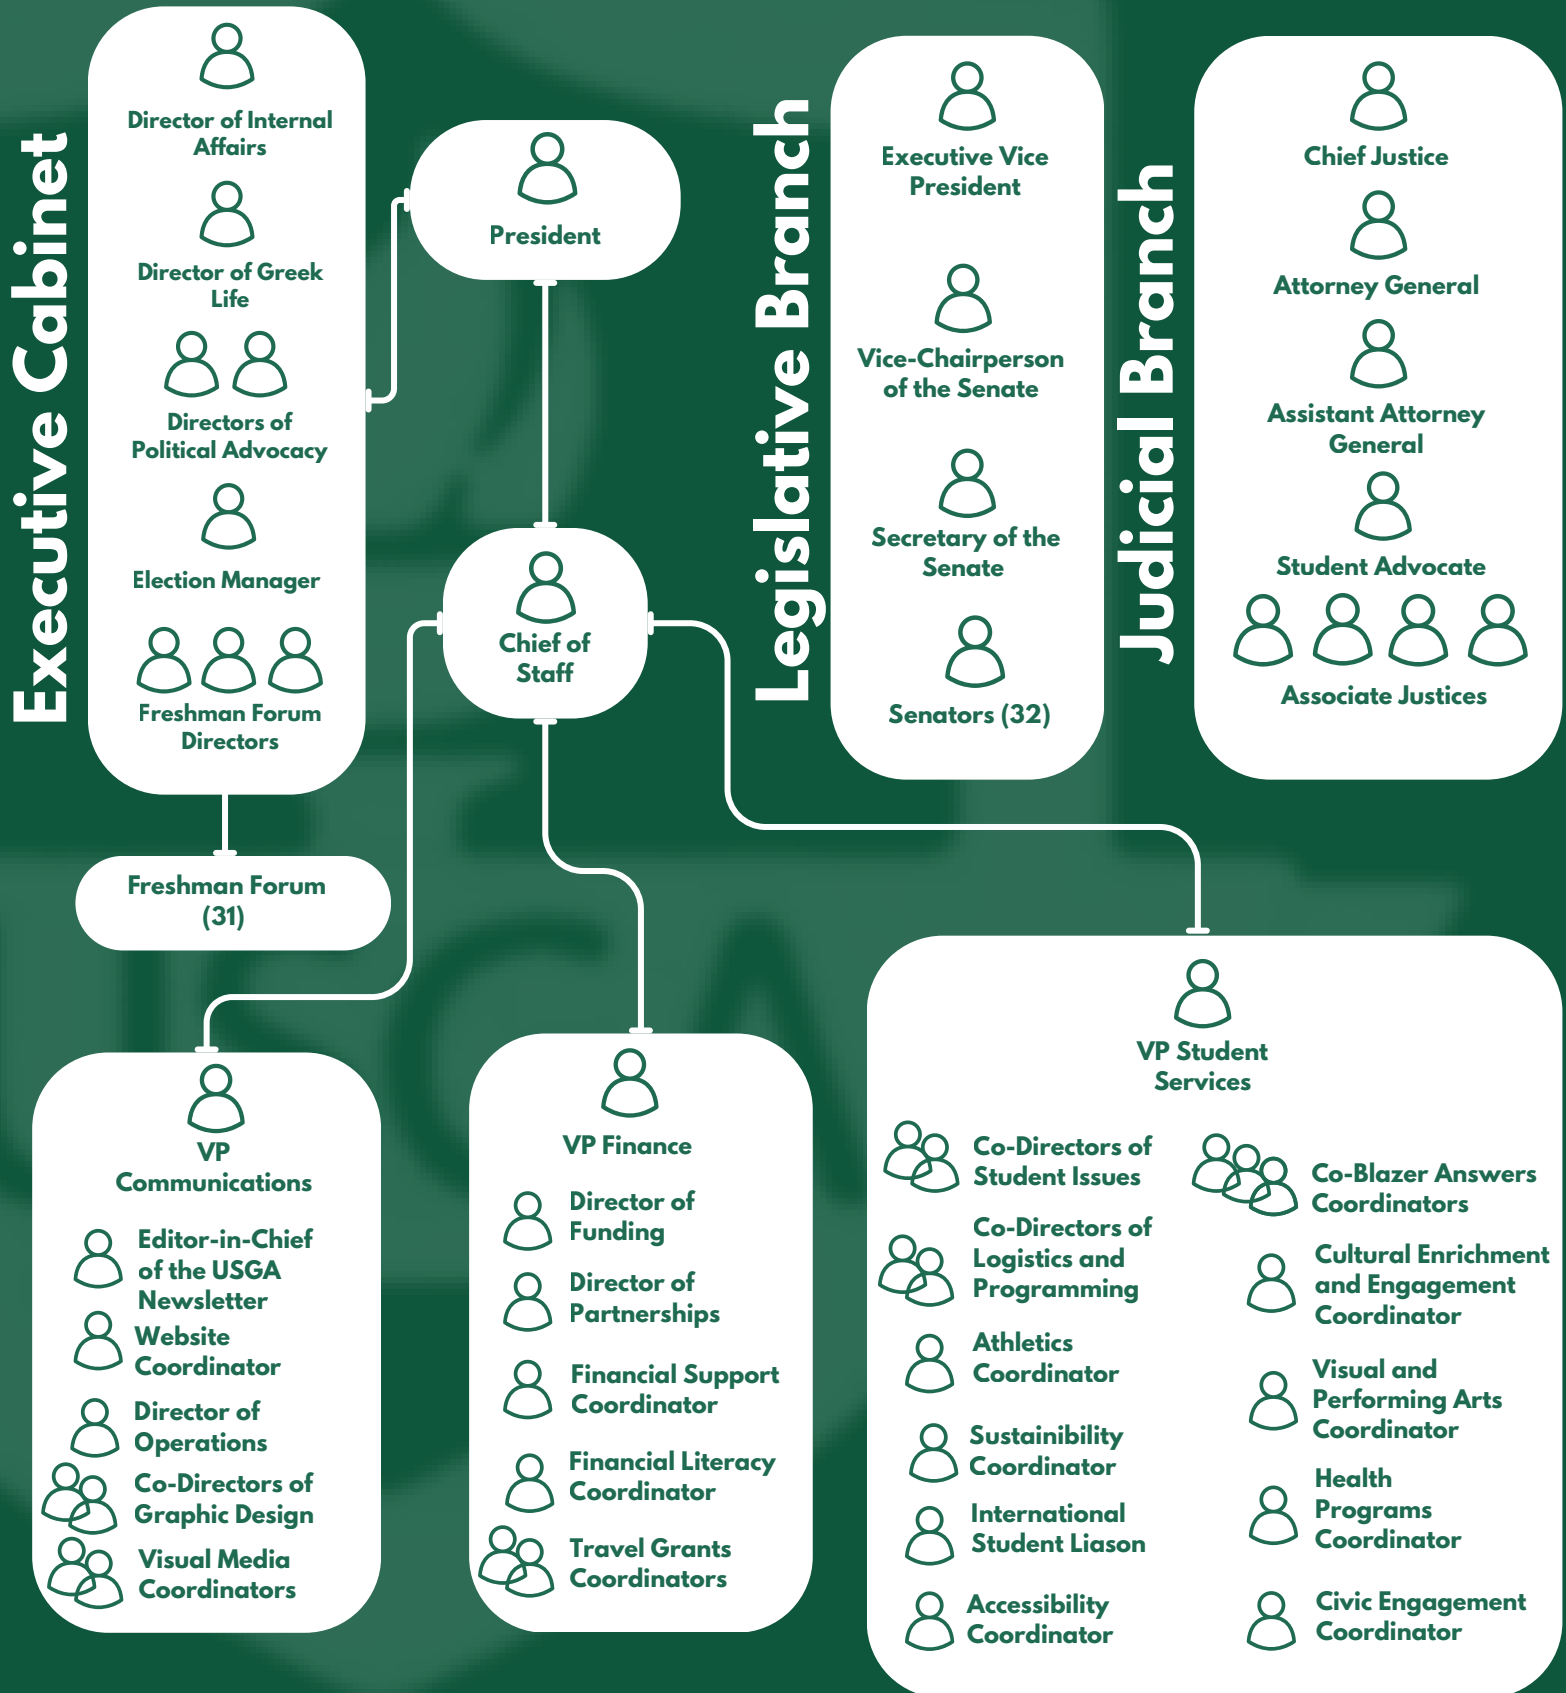 Executive Cabinet
Director of Internal
Affairs
Director of Greek
Life
Directors of
Political Advocacy
Election Manager
Freshman Forum
Directors
Freshman Forum
(31)
President
Chief of
Staff
Legislative Branch
Executive Vice
President
Vice-Chairperson
of the Senate
Secretary of the
Senate
Senators (32)
Judicial Branch
Chief Justice
Attorney General
Assistant Attorney
General
Student Advocate
Associate Justices
VP
Communications
Editor-in-Chief
of the USGA
Newsletter
Website
Coordinator
Director of
Operations
Co-Directors of
Graphic Design
Visual Media
Coordinators
VP Finance
Director of
Funding
Director of
Partnerships
Financial Support
Coordinator
Financial Literacy
Coordinator
Travel Grants
Coordinators
VP Student
Services
Co-Directors of
Student Issues
Co-Directors of
Logistics and
Programming
Athletics
Coordinator
Sustainibility
Coordinator
International
Student Liason
Accessibility
Coordinator
Co-Blazer Answers
Coordinators
Cultural Enrichment
and Engagement
Coordinator
Visual and
Performing Arts
Coordinator
Health
Programs
Coordinator
Civic Engagement
Coordinator
USGA